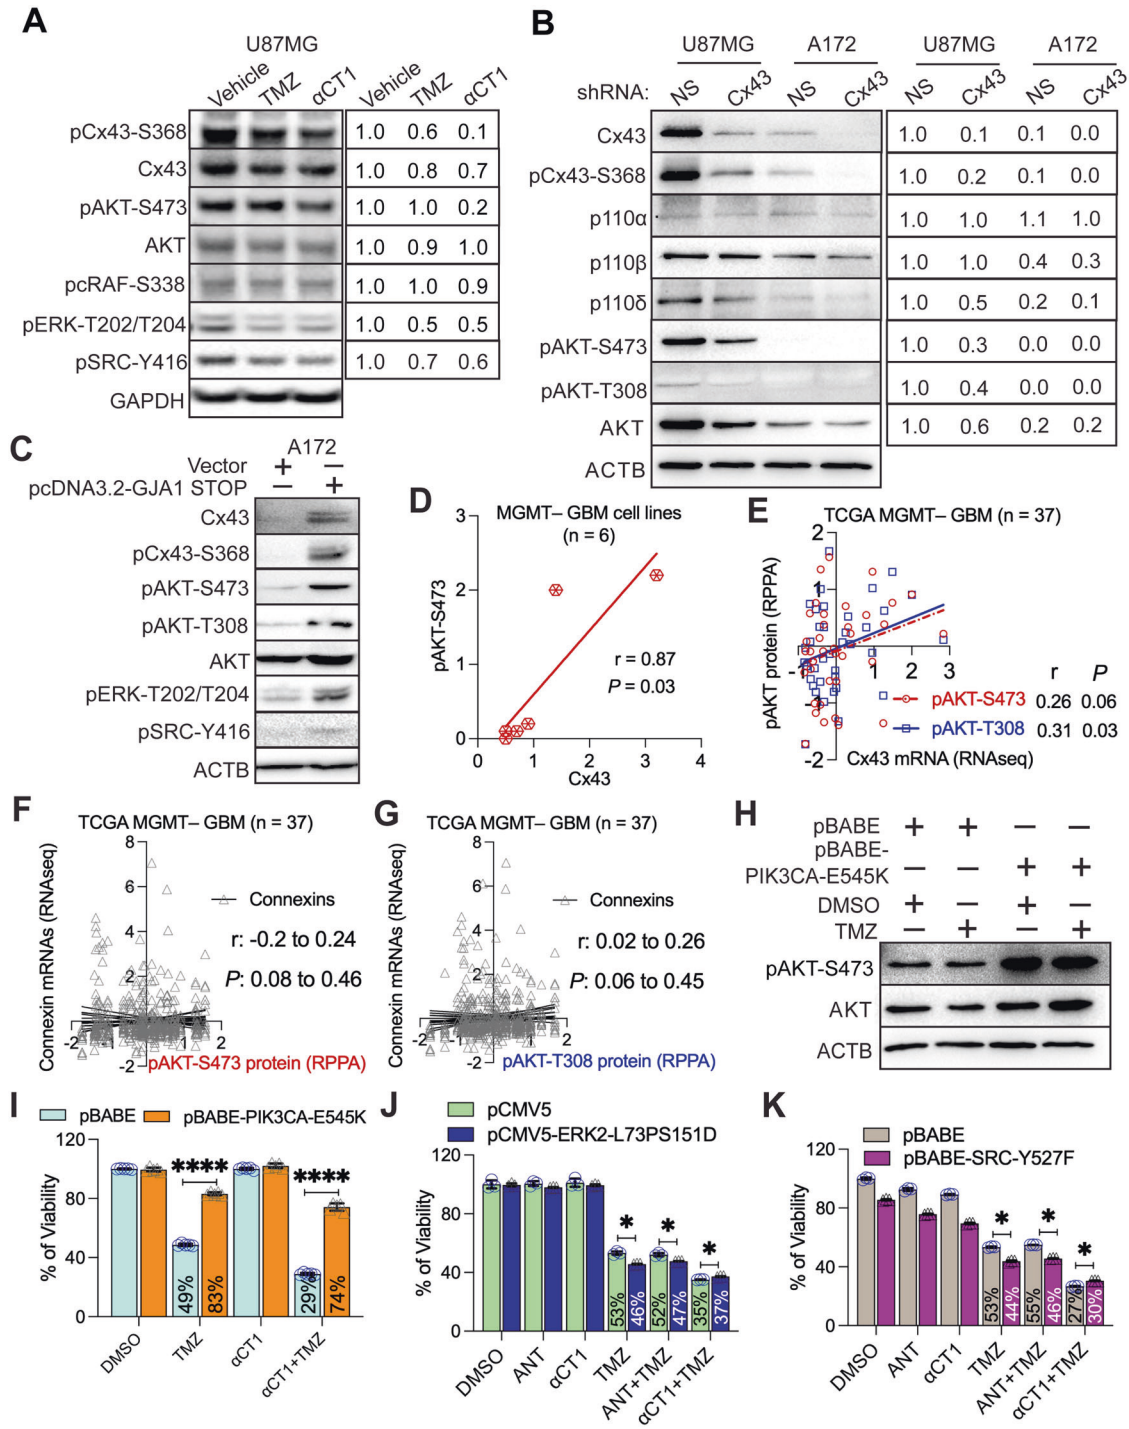 A
U87MG
Vehicle TMZ αCT1 Vehicle TMZ αCT1
pCx43-S368 1.0 0.6 0.1
Cx43 1.0 0.8 0.7
pAKT-S473 1.0 1.0 0.2
AKT 1.0 0.9 1.0
pcRAF-S338 1.0 1.0 0.9
pERK-T202/T204 1.0 0.5 0.5
pSRC-Y416 1.0 0.7 0.6
GAPDH
B
U87MG A172 U87MG A172
shRNA: NS Cx43 NS Cx43 NS Cx43 NS Cx43
Cx43 1.0 0.1 0.1 0.0
pCx43-S368 1.0 0.2 0.1 0.0
p110α 1.0 1.0 1.1 1.0
p110β 1.0 1.0 0.4 0.3
p110δ 1.0 0.5 0.2 0.1
pAKT-S473 1.0 0.3 0.0 0.0
pAKT-T308 1.0 0.4 0.0 0.0
AKT 1.0 0.6 0.2 0.2
ACTB
C
A172
Vector + −
pcDNA3.2-GJA1 STOP − +
Cx43
pCx43-S368
pAKT-S473
pAKT-T308
AKT
pERK-T202/T204
pSRC-Y416
ACTB
D
MGMT– GBM cell lines
(n = 6)
pAKT-S473
3
2
1
0
r = 0.87
P = 0.03
0 1 2 3 4
Cx43
E
TCGA MGMT– GBM (n = 37)
pAKT protein (RPPA)
2
1
-1 1 2 3
-1
-2
r P
pAKT-S473 0.26 0.06
pAKT-T308 0.31 0.03
Cx43 mRNA (RNAseq)
F
TCGA MGMT– GBM (n = 37)
Connexin mRNAs (RNAseq)
8
6
4
2
-2
-2 -1 1 2
Connexins
r: -0.2 to 0.24
P: 0.08 to 0.46
pAKT-S473 protein (RPPA)
G
TCGA MGMT– GBM (n = 37)
Connexin mRNAs (RNAseq)
8
6
4
2
-2
-2 -1 1 2
Connexins
r: 0.02 to 0.26
P: 0.06 to 0.45
pAKT-T308 protein (RPPA)
H
pBABE + + − −
pBABE-
PIK3CA-E545K − − + +
DMSO + − + −
TMZ − + − +
pAKT-S473
AKT
ACTB
I
pBABE pBABE-PIK3CA-E545K
% of Viability
120
80
40
0
**** ****
49% 83% 29% 74%
DMSO TMZ αCT1 αCT1+TMZ
J
pCMV5
pCMV5-ERK2-L73PS151D
% of Viability
120
80
40
0
* * *
53% 46% 52% 47% 35% 37%
DMSO ANT αCT1 TMZ ANT+TMZ αCT1+TMZ
K
pBABE
pBABE-SRC-Y527F
% of Viability
120
80
40
0
* * *
53% 44% 55% 46% 27% 30%
DMSO ANT αCT1 TMZ ANT+TMZ αCT1+TMZ